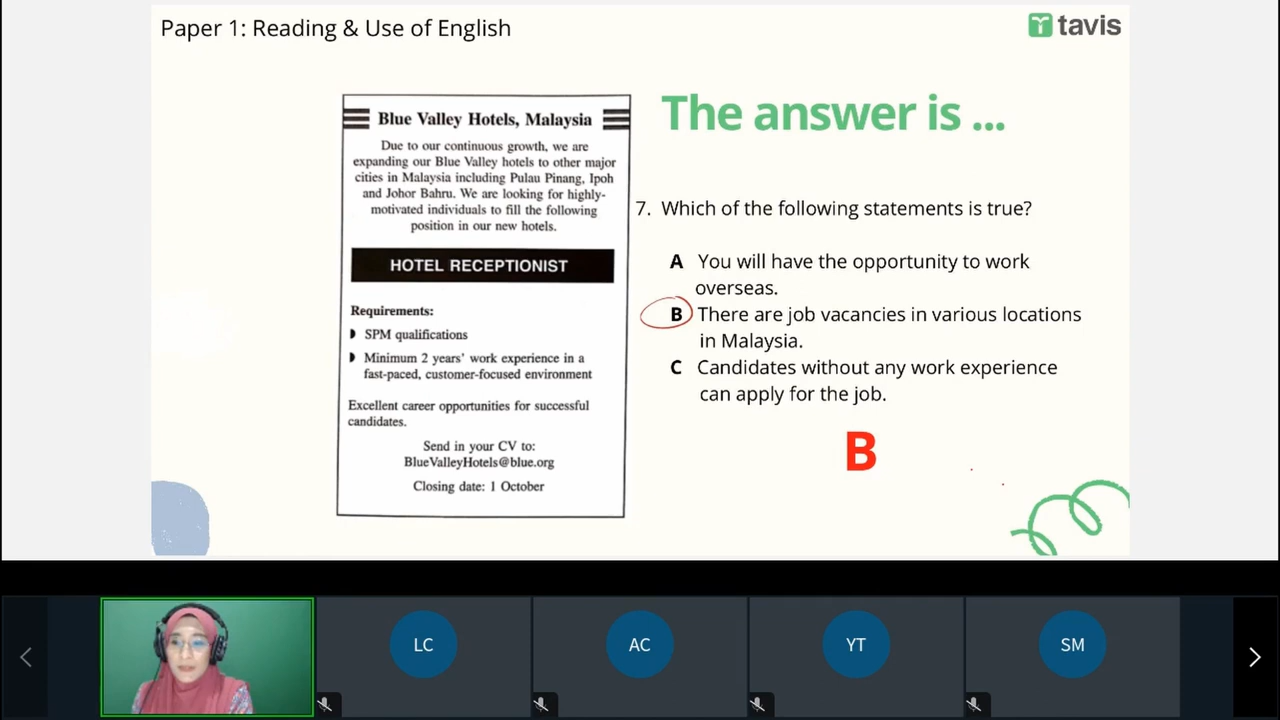 Paper 1: Reading & Use of English
tavis
Blue Valley Hotels, Malaysia
Due to our continuous growth, we are
expanding our Blue Valley hotels to other major
cities in Malaysia including Pulau Pinang, Ipoh
and Johor Bahru. We are looking for highly-
motivated individuals to fill the following
position in our new hotels.
HOTEL RECEPTIONIST
Requirements:
SPM qualifications
Minimum 2 years' work experience in a
fast-paced, customer-focused environment
Excellent career opportunities for successful
candidates.
Send in your CV to:
BlueValleyHotels@blue.org
Closing date: 1 October
The answer is ...
7. Which of the following statements is true?
A You will have the opportunity to work
overseas.
B There are job vacancies in various locations
in Malaysia.
C Candidates without any work experience
can apply for the job.
B
LC
AC
YT
SM